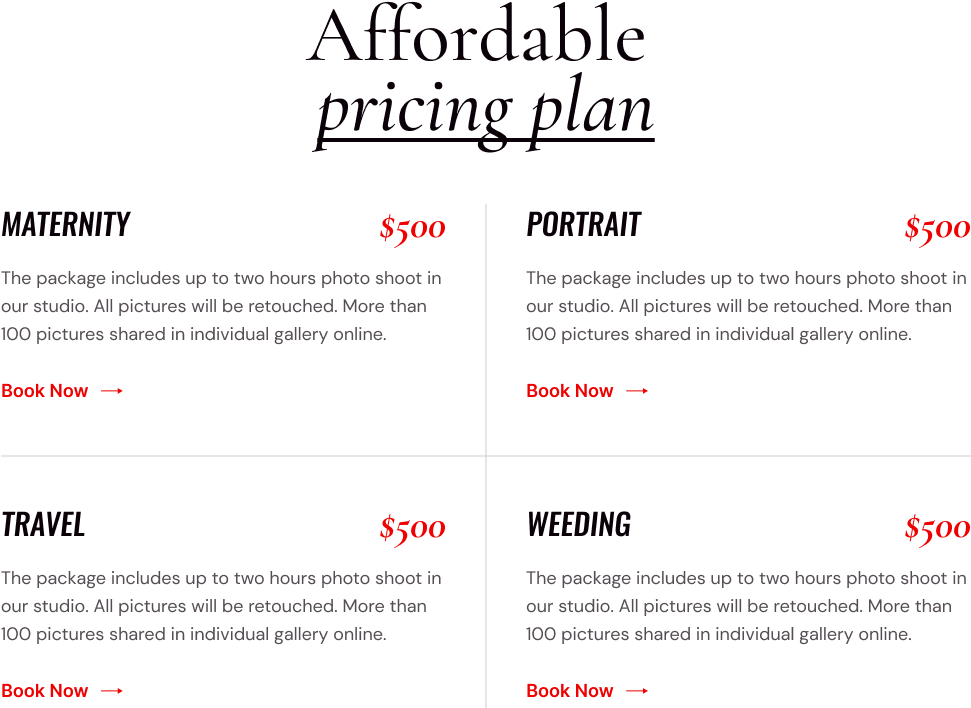 Affordable
pricing plan
MATERNITY
$500
The package includes up to two hours photo shoot in
our studio. All pictures will be retouched. More than
100 pictures shared in individual gallery online.
Book Now
PORTRAIT
$500
The package includes up to two hours photo shoot in
our studio. All pictures will be retouched. More than
100 pictures shared in individual gallery online.
Book Now
TRAVEL
$500
The package includes up to two hours photo shoot in
our studio. All pictures will be retouched. More than
100 pictures shared in individual gallery online.
Book Now
WEEDING
$500
The package includes up to two hours photo shoot in
our studio. All pictures will be retouched. More than
100 pictures shared in individual gallery online.
Book Now